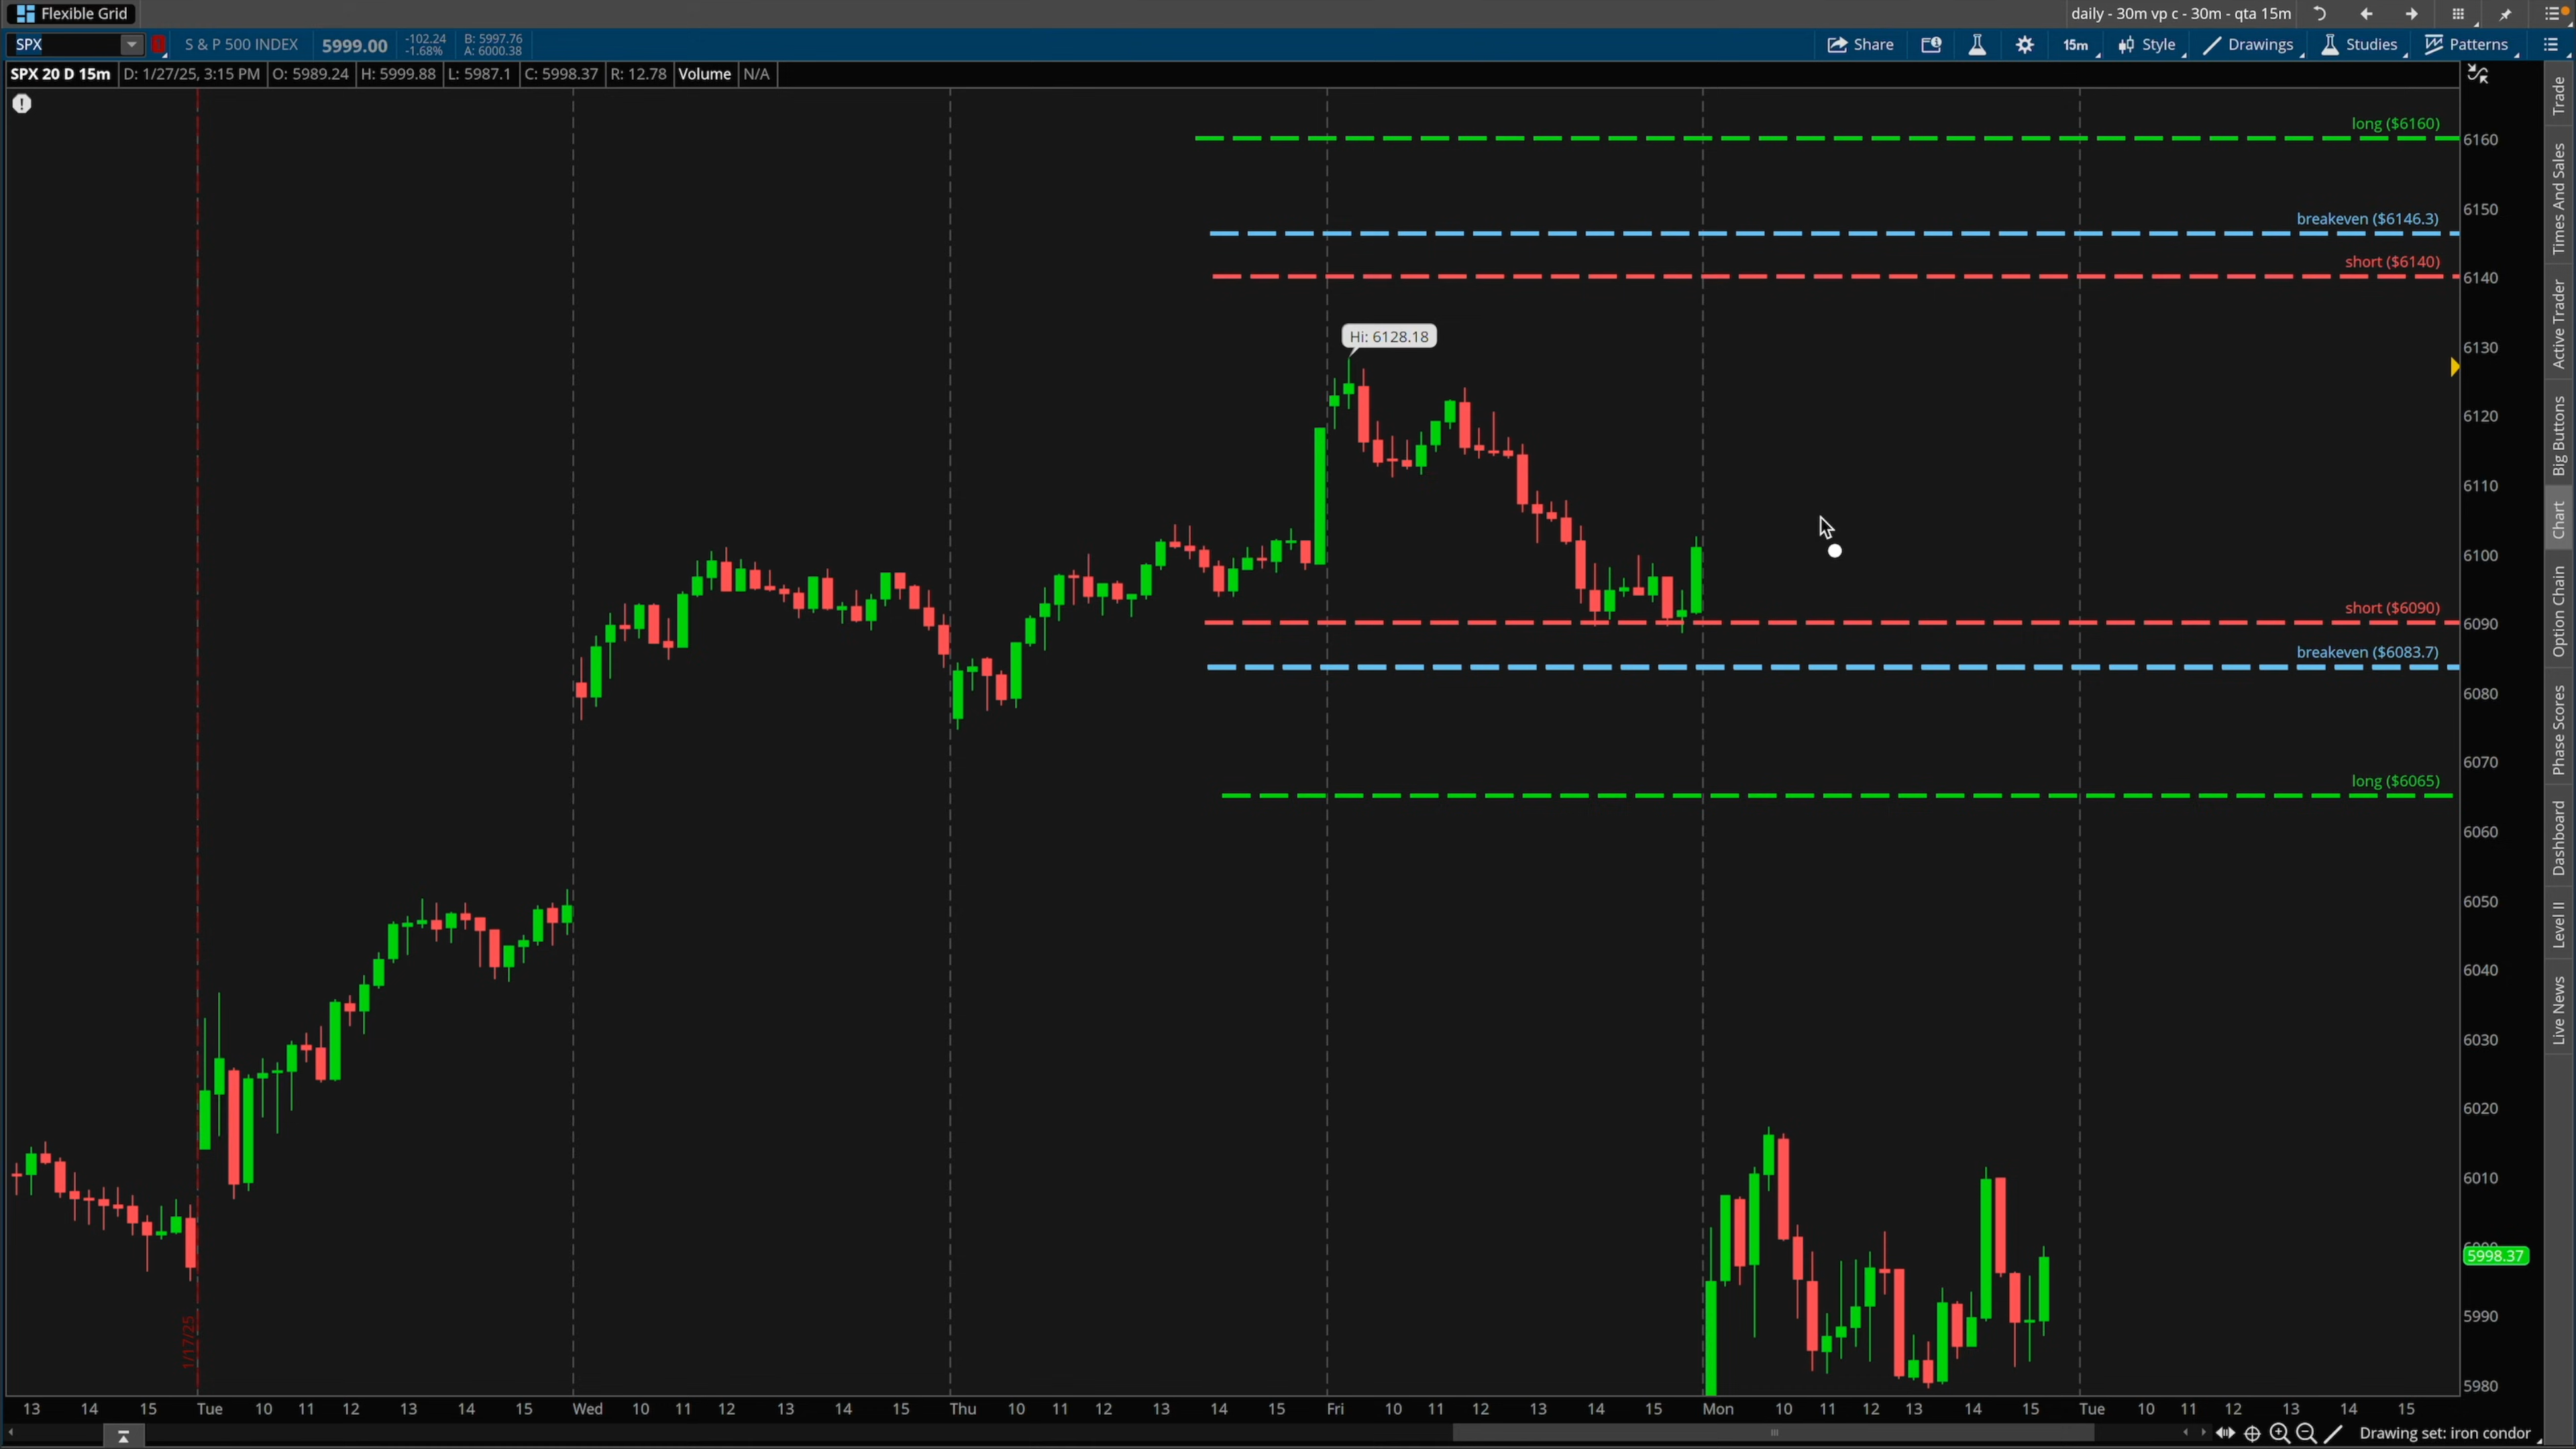 Flexible Grid
daily - 30m vp c - 30m - qta 15m
SPX
S & P 500 INDEX
5999.00
-102.24
-1.68%
B: 5997.76
A: 6000.38
Share
15m
Style
Drawings
Studies
Patterns
SPX 20 D 15m
D: 1/27/25, 3:15 PM
O: 5989.24
H: 5999.88
L: 5987.1
C: 5998.37
R: 12.78
Volume
N/A
long ($6160)
breakeven ($6146.3)
short ($6140)
Hi: 6128.18
short ($6090)
breakeven ($6083.7)
long ($6065)
1/17/25
6160
6150
6140
6130
6120
6110
6100
6090
6080
6070
6060
6050
6040
6030
6020
6010
5998.37
5990
5980
Trade
Times And Sales
Active Trader
Big Buttons
Chart
Option Chain
Phase Scores
Dashboard
Level II
Live News
13 14 15 Tue 10 11 12 13 14 15 Wed 10 11 12 13 14 15 Thu 10 11 12 13 14 15 Fri 10 11 12 13 14 15 Mon 10 11 12 13 14 15 Tue 10 11 12 13 14 15
Drawing set: iron condor